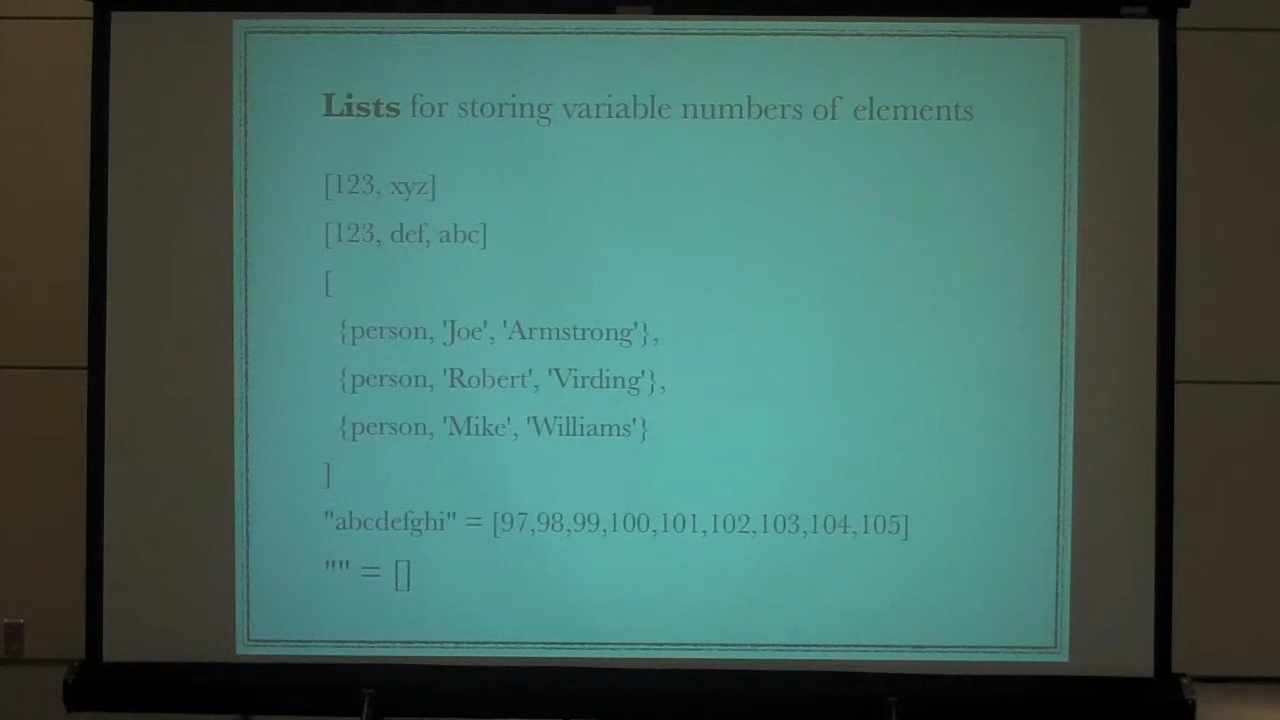 Lists for storing variable numbers of elements
[123, xyz]
[123, def, abc]
[
{person, 'Joe', 'Armstrong'},
{person, 'Robert', 'Virding'},
{person, 'Mike', 'Williams'}
]
"abcdefghi" = [97,98,99,100,101,102,103,104,105]
"" = []